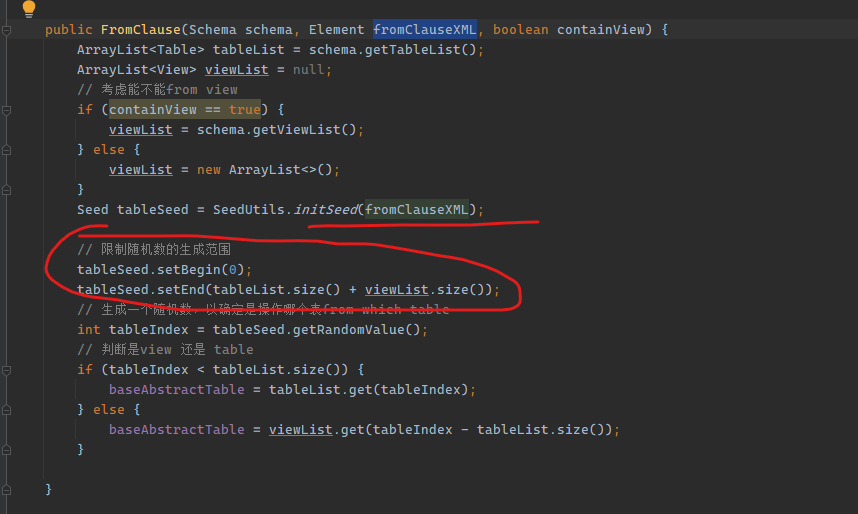 public FromClause(Schema schema, Element fromClauseXML, boolean containView) {
ArrayList<Table> tableList = schema.getTableList();
ArrayList<View> viewList = null;
// 考虑能不能from view
if (containView == true) {
viewList = schema.getViewList();
} else {
viewList = new ArrayList<>();
}
Seed tableSeed = SeedUtils.initSeed(fromClauseXML);
// 限制随机数的生成范围
tableSeed.setBegin(0);
tableSeed.setEnd(tableList.size() + viewList.size());
// 生成一个随机数，以确定是操作哪个表from which table
int tableIndex = tableSeed.getRandomValue();
// 判断是view 还是 table
if (tableIndex < tableList.size()) {
baseAbstractTable = tableList.get(tableIndex);
} else {
baseAbstractTable = viewList.get(tableIndex - tableList.size());
}
}